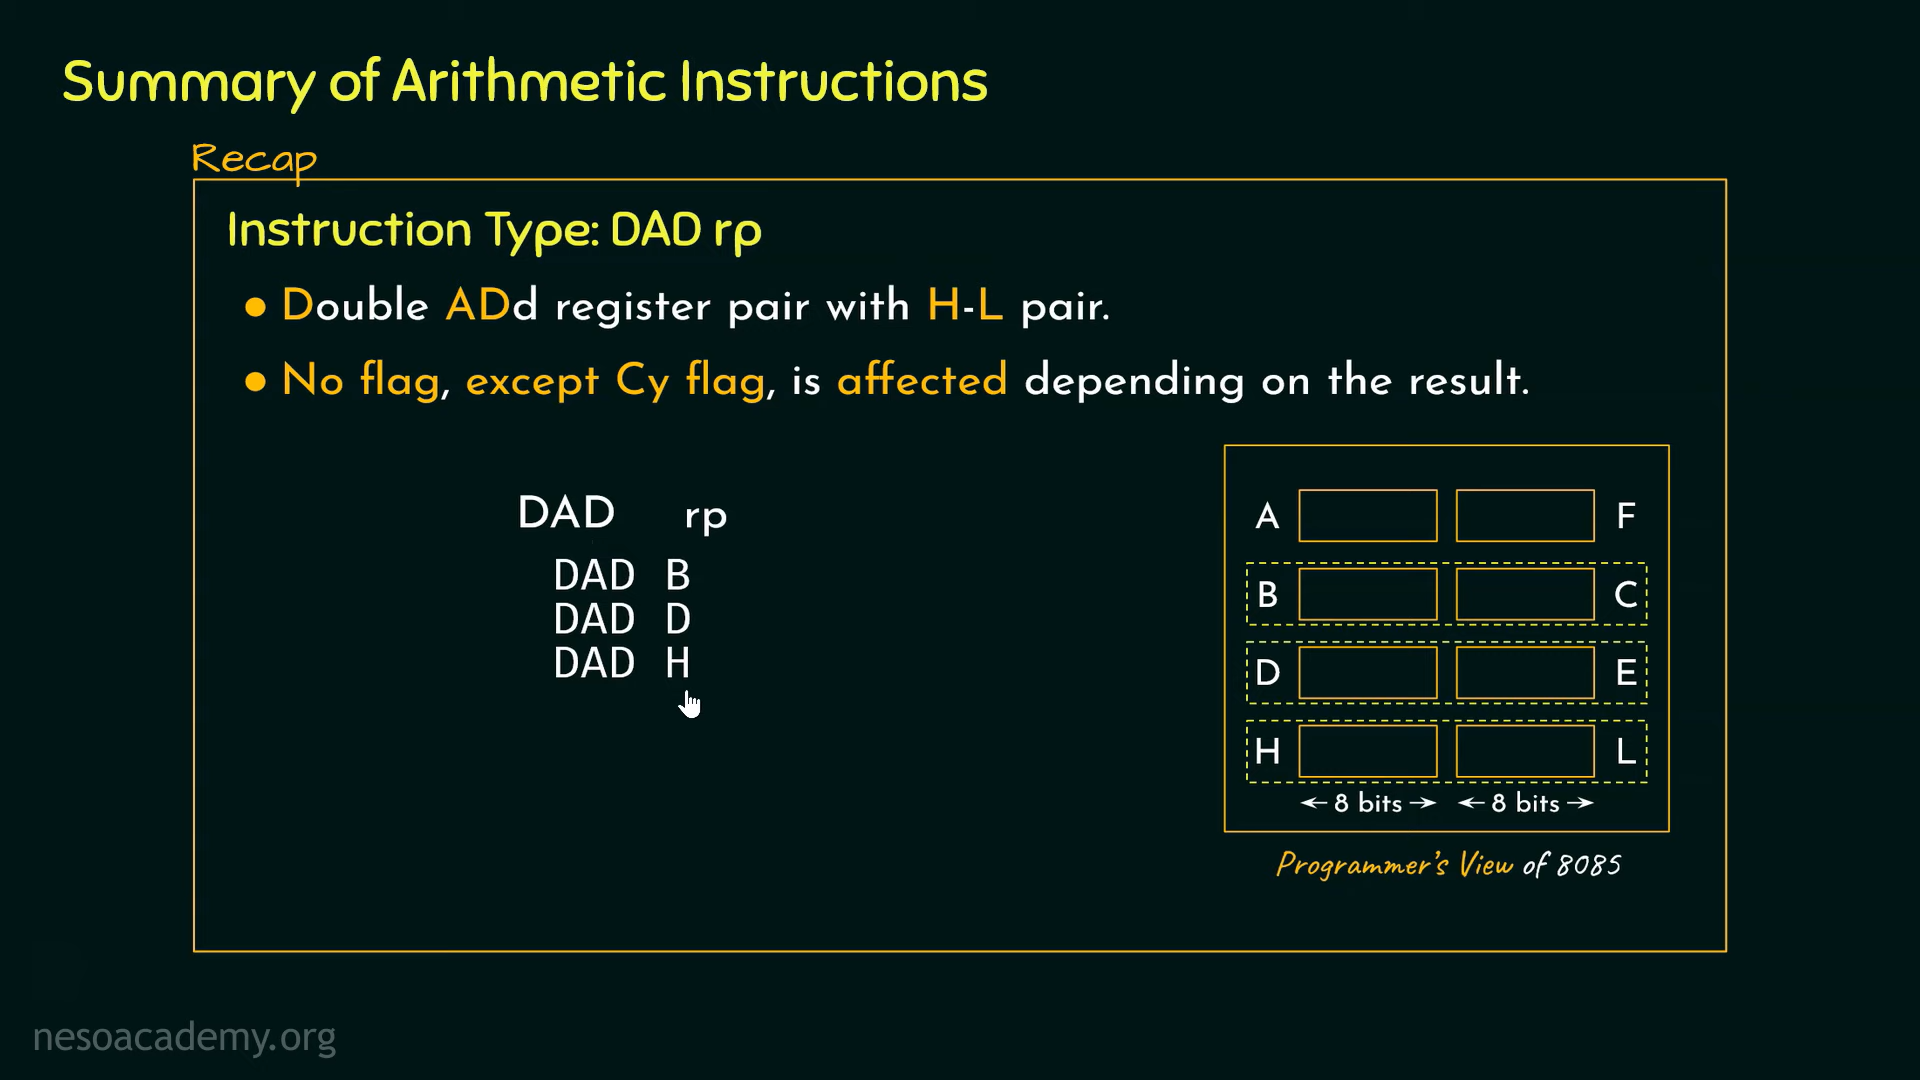 Summary of Arithmetic Instructions
Recap
Instruction Type: DAD rp
● Double ADd register pair with H-L pair.
● No flag, except Cy flag, is affected depending on the result.
DAD rp
DAD B
DAD D
DAD H
A F
B C
D E
H L
← 8 bits → ← 8 bits →
Programmer's View of 8085
nesoacademy.org